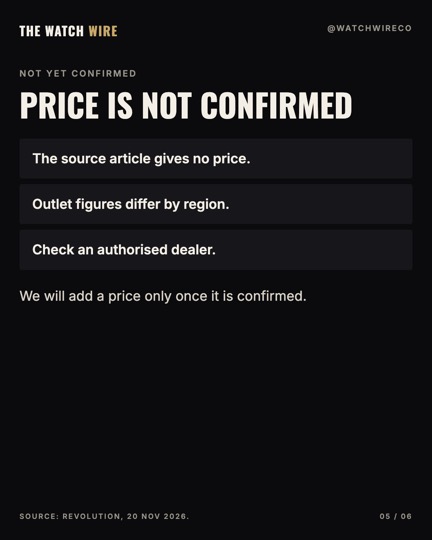 THE WATCH WIRE
@WATCHWIRECO
NOT YET CONFIRMED
PRICE IS NOT CONFIRMED
The source article gives no price.
Outlet figures differ by region.
Check an authorised dealer.
We will add a price only once it is confirmed.
SOURCE: REVOLUTION, 20 NOV 2026.
05 / 06